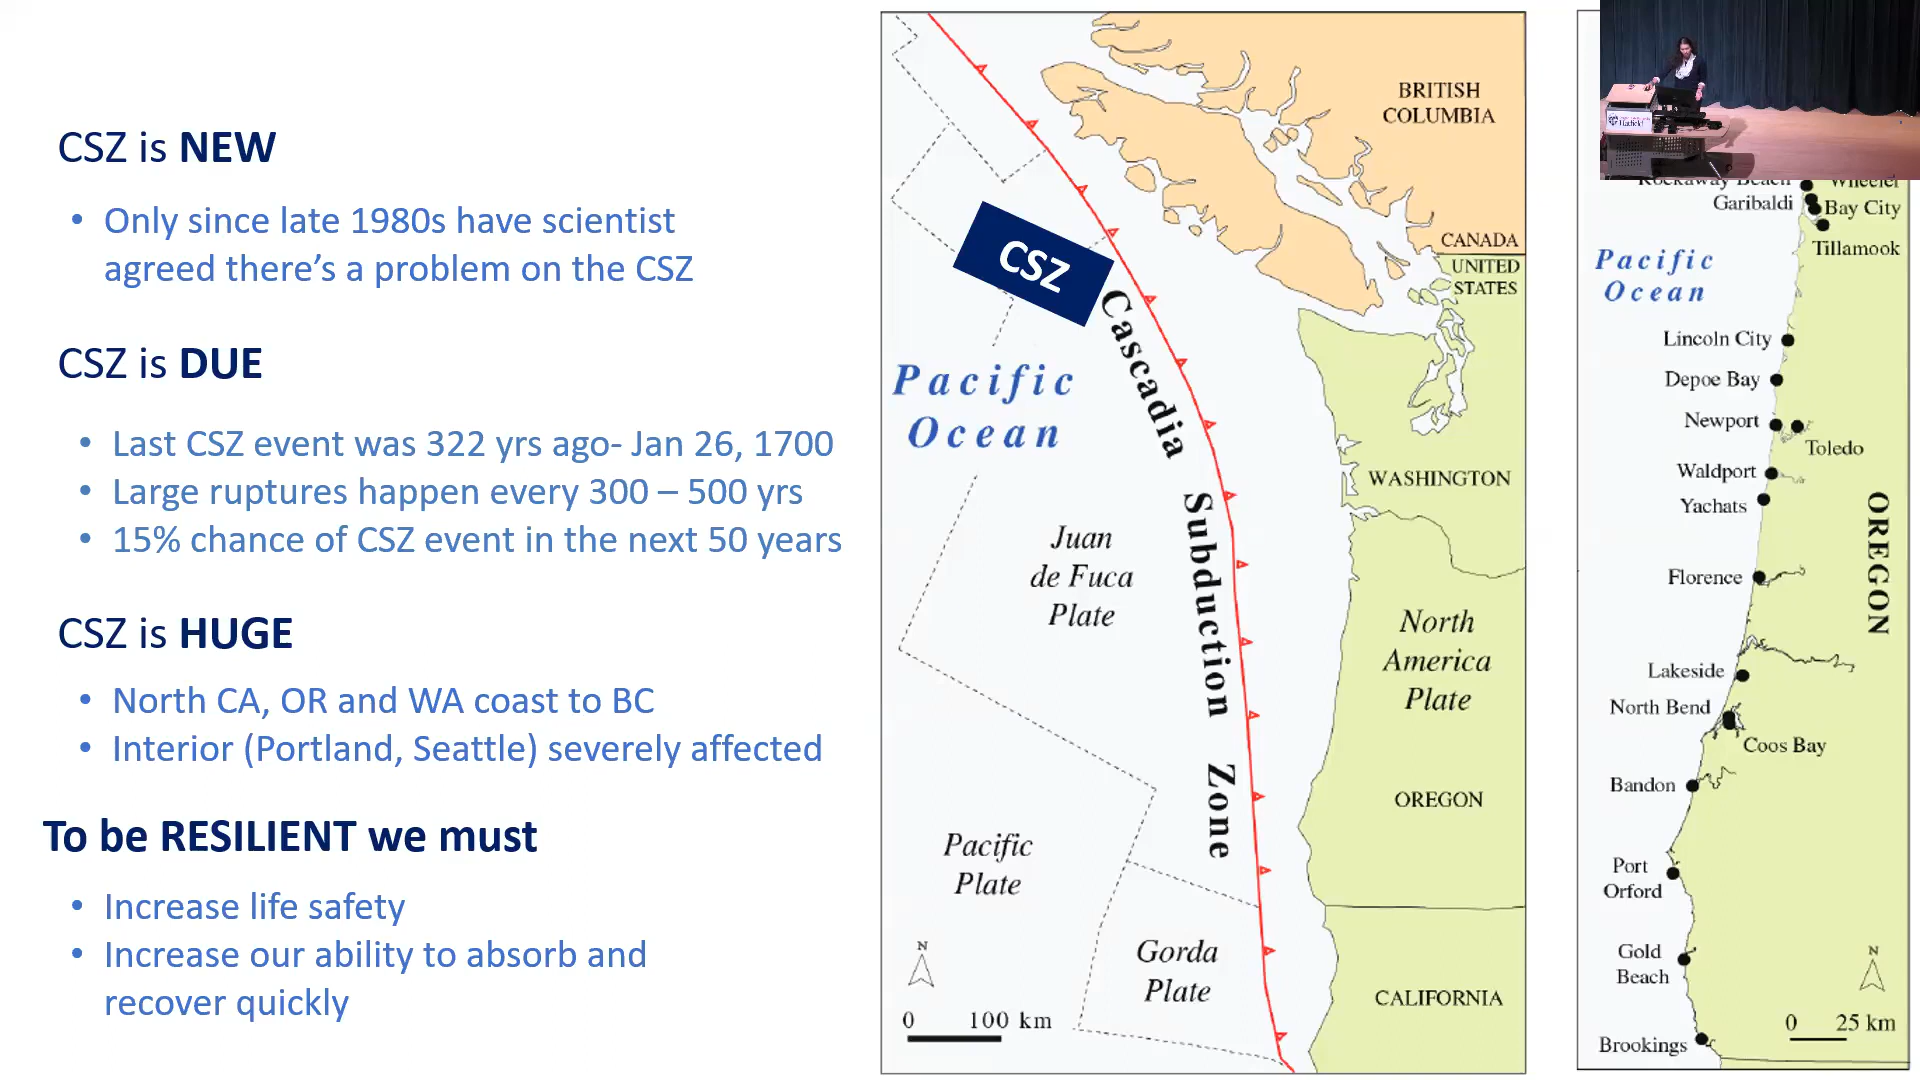 CSZ is NEW
• Only since late 1980s have scientist
agreed there's a problem on the CSZ
CSZ is DUE
• Last CSZ event was 322 yrs ago- Jan 26, 1700
• Large ruptures happen every 300 – 500 yrs
• 15% chance of CSZ event in the next 50 years
CSZ is HUGE
• North CA, OR and WA coast to BC
• Interior (Portland, Seattle) severely affected
To be RESILIENT we must
• Increase life safety
• Increase our ability to absorb and
recover quickly
BRITISH
COLUMBIA
CANADA
UNITED
STATES
CSZ
Cascadia Subduction Zone
Pacific
Ocean
WASHINGTON
Juan
de Fuca
Plate
North
America
Plate
OREGON
Pacific
Plate
Gorda
Plate
CALIFORNIA
N
0 100 km
Rockaway Beach
Wheeler
Garibaldi
Bay City
Tillamook
Pacific
Ocean
Lincoln City
Depoe Bay
Newport
Toledo
Waldport
Yachats
OREGON
Florence
Lakeside
North Bend
Coos Bay
Bandon
Port
Orford
Gold
Beach
N
0 25 km
Brookings